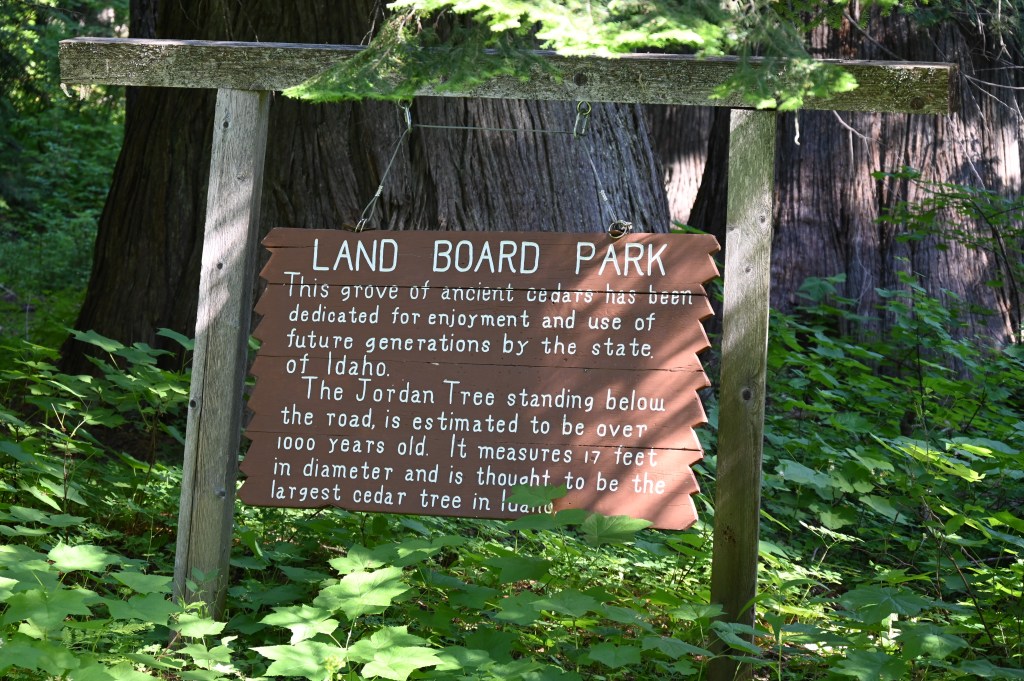 LAND BOARD PARK
This grove of ancient cedars has been
dedicated for enjoyment and use of
future generations by the state
of Idaho.
The Jordan Tree standing below
the road, is estimated to be over
1000 years old. It measures 17 feet
in diameter and is thought to be the
largest cedar tree in Idaho.